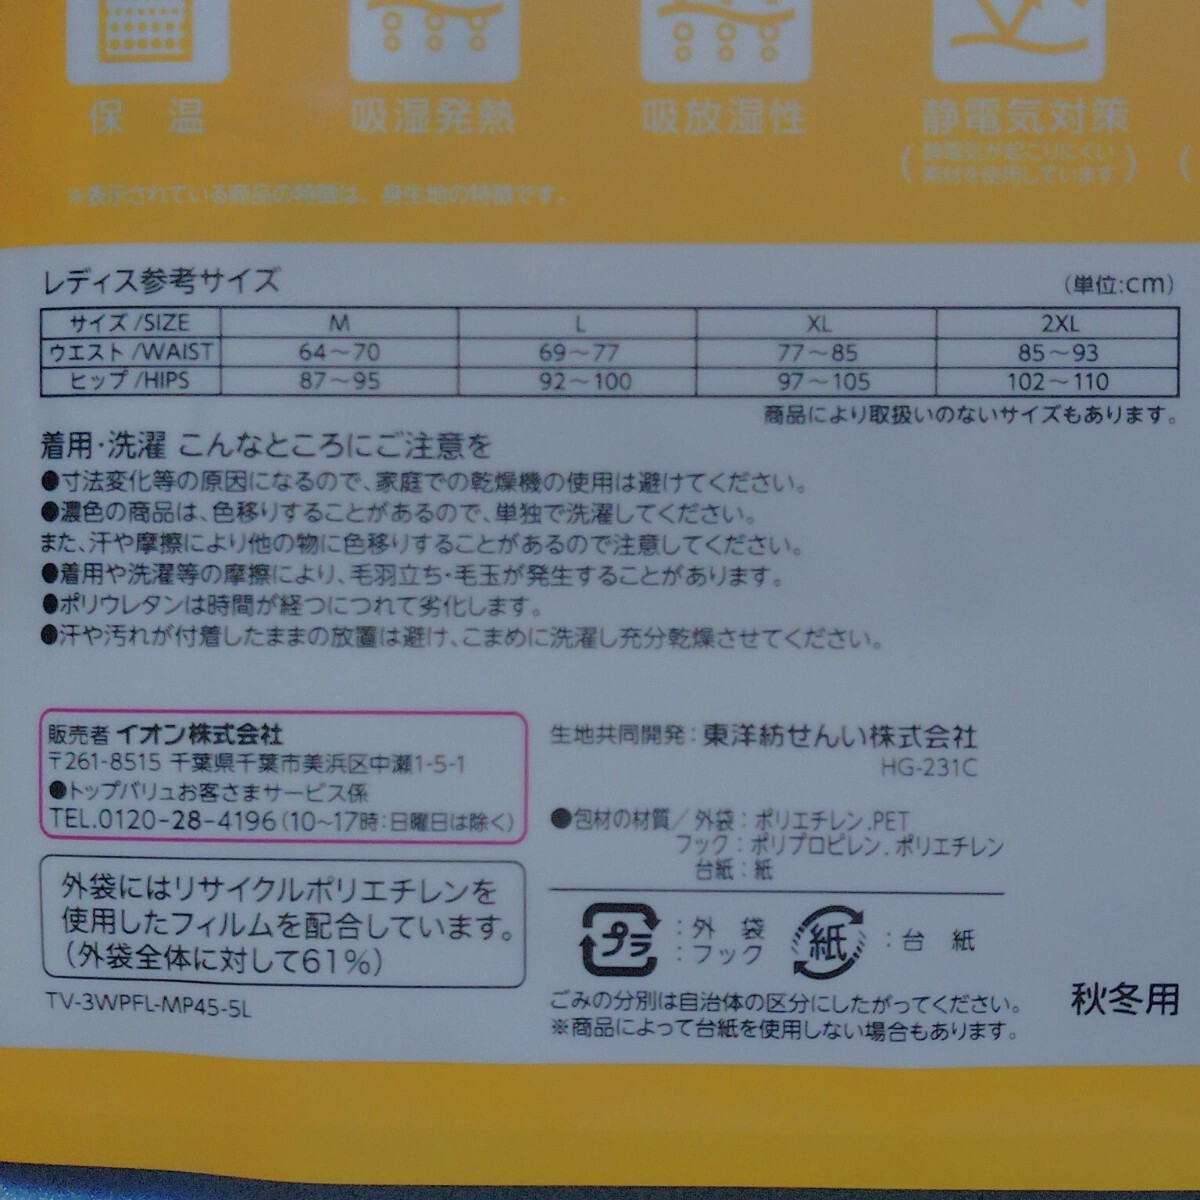 保温 吸湿発熱 吸放湿性 静電気対策
(静電気が起こりにくい
素材を使用しています)
※表示されている商品の特徴は、身生地の特徴です。
レディス参考サイズ (単位:cm)
サイズ/SIZE M L XL 2XL
ウエスト/WAIST 64～70 69～77 77～85 85～93
ヒップ/HIPS 87～95 92～100 97～105 102～110
商品により取扱いのないサイズもあります。
着用・洗濯 こんなところにご注意を
●寸法変化等の原因になるので、家庭での乾燥機の使用は避けてください。
●濃色の商品は、色移りすることがあるので、単独で洗濯してください。
また、汗や摩擦により他の物に色移りすることがあるので注意してください。
●着用や洗濯等の摩擦により、毛羽立ち・毛玉が発生することがあります。
●ポリウレタンは時間が経つにつれて劣化します。
●汗や汚れが付着したままの放置は避け、こまめに洗濯し充分乾燥させてください。
販売者 イオン株式会社
〒261-8515 千葉県千葉市美浜区中瀬1-5-1
●トップバリュお客さまサービス係
TEL.0120-28-4196(10～17時:日曜日は除く)
外袋にはリサイクルポリエチレンを
使用したフィルムを配合しています。
(外袋全体に対して61%)
TV-3WPFL-MP45-5L
生地共同開発:東洋紡せんい株式会社
HG-231C
●包材の材質／外袋:ポリエチレン,PET
フック:ポリプロピレン,ポリエチレン
台紙:紙
プラ :外袋
:フック
紙 :台紙
ごみの分別は自治体の区分にしたがってください。
※商品によって台紙を使用しない場合もあります。
秋冬用